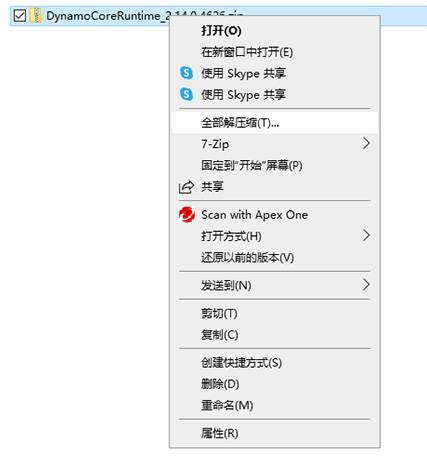 DynamoCoreRuntime_2.14.0.4626.zip
打开(O)
在新窗口中打开(E)
使用 Skype 共享
使用 Skype 共享
全部解压缩(T)...
7-Zip
固定到"开始"屏幕(P)
共享
Scan with Apex One
打开方式(H)
还原以前的版本(V)
发送到(N)
剪切(T)
复制(C)
创建快捷方式(S)
删除(D)
重命名(M)
属性(R)